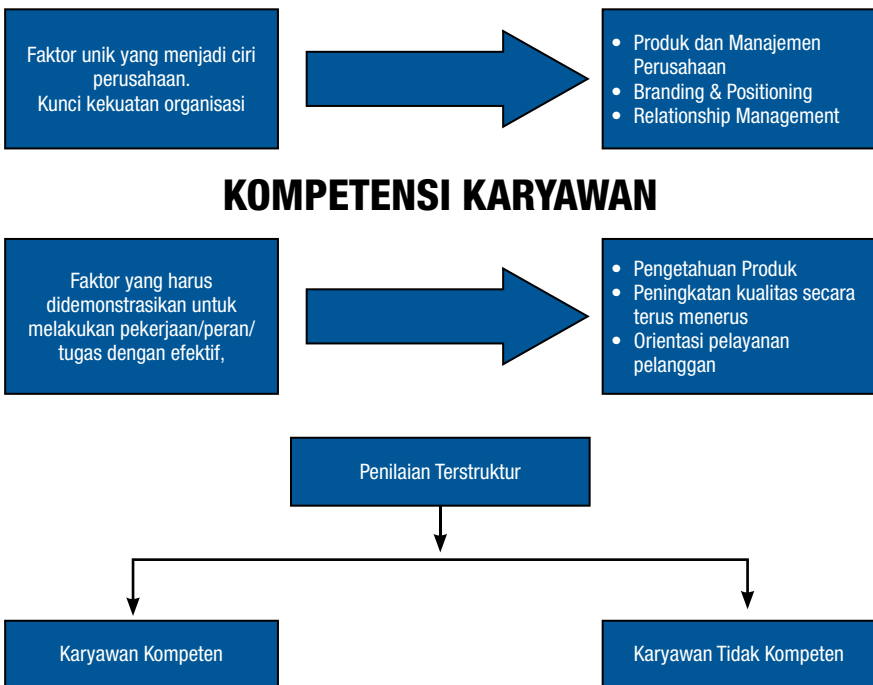 Faktor unik yang menjadi ciri
perusahaan.
Kunci kekuatan organisasi
• Produk dan Manajemen
Perusahaan
• Branding & Positioning
• Relationship Management
KOMPETENSI KARYAWAN
Faktor yang harus
didemonstrasikan untuk
melakukan pekerjaan/peran/
tugas dengan efektif,
• Pengetahuan Produk
• Peningkatan kualitas secara
terus menerus
• Orientasi pelayanan
pelanggan
Penilaian Terstruktur
Karyawan Kompeten
Karyawan Tidak Kompeten